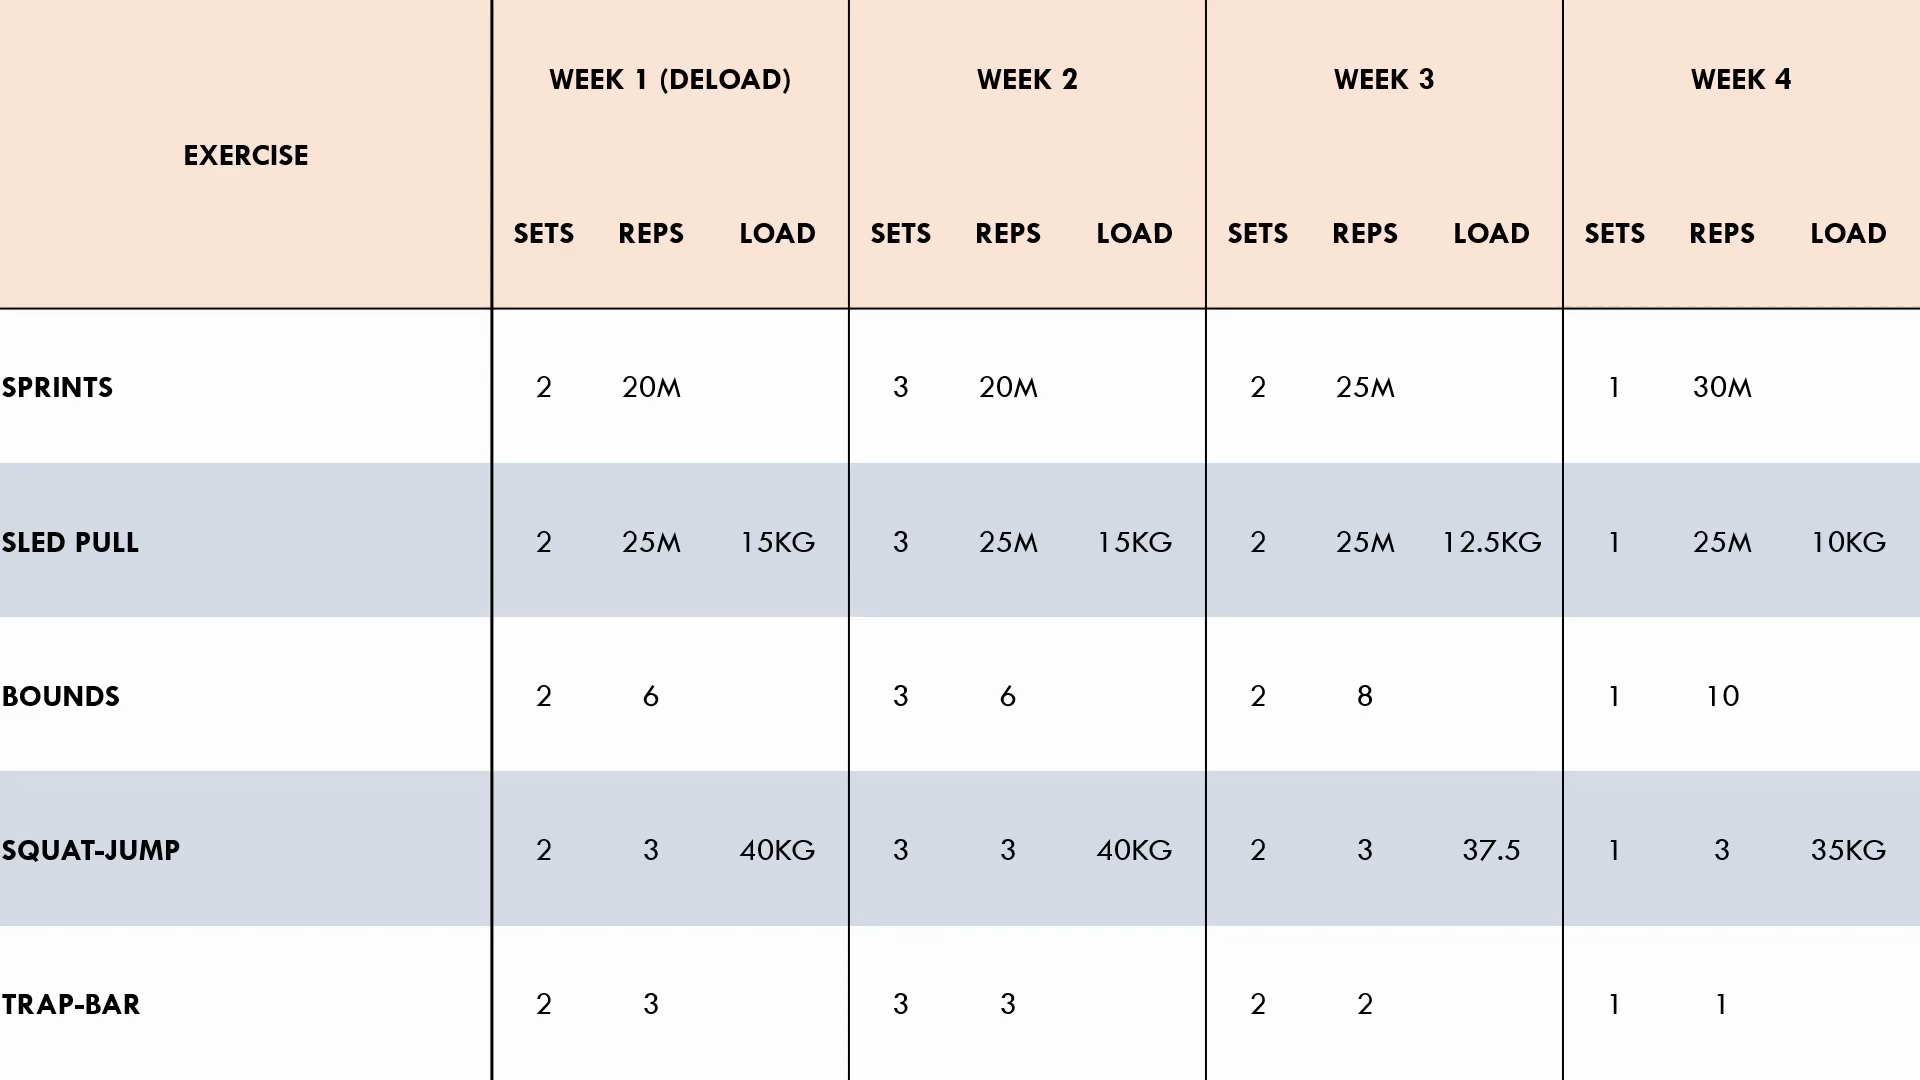 WEEK 1 (DELOAD) WEEK 2 WEEK 3 WEEK 4
EXERCISE
SETS REPS LOAD SETS REPS LOAD SETS REPS LOAD SETS REPS LOAD
SPRINTS 2 20M 3 20M 2 25M 1 30M
SLED PULL 2 25M 15KG 3 25M 15KG 2 25M 12.5KG 1 25M 10KG
BOUNDS 2 6 3 6 2 8 1 10
SQUAT-JUMP 2 3 40KG 3 3 40KG 2 3 37.5 1 3 35KG
TRAP-BAR 2 3 3 3 2 2 1 1